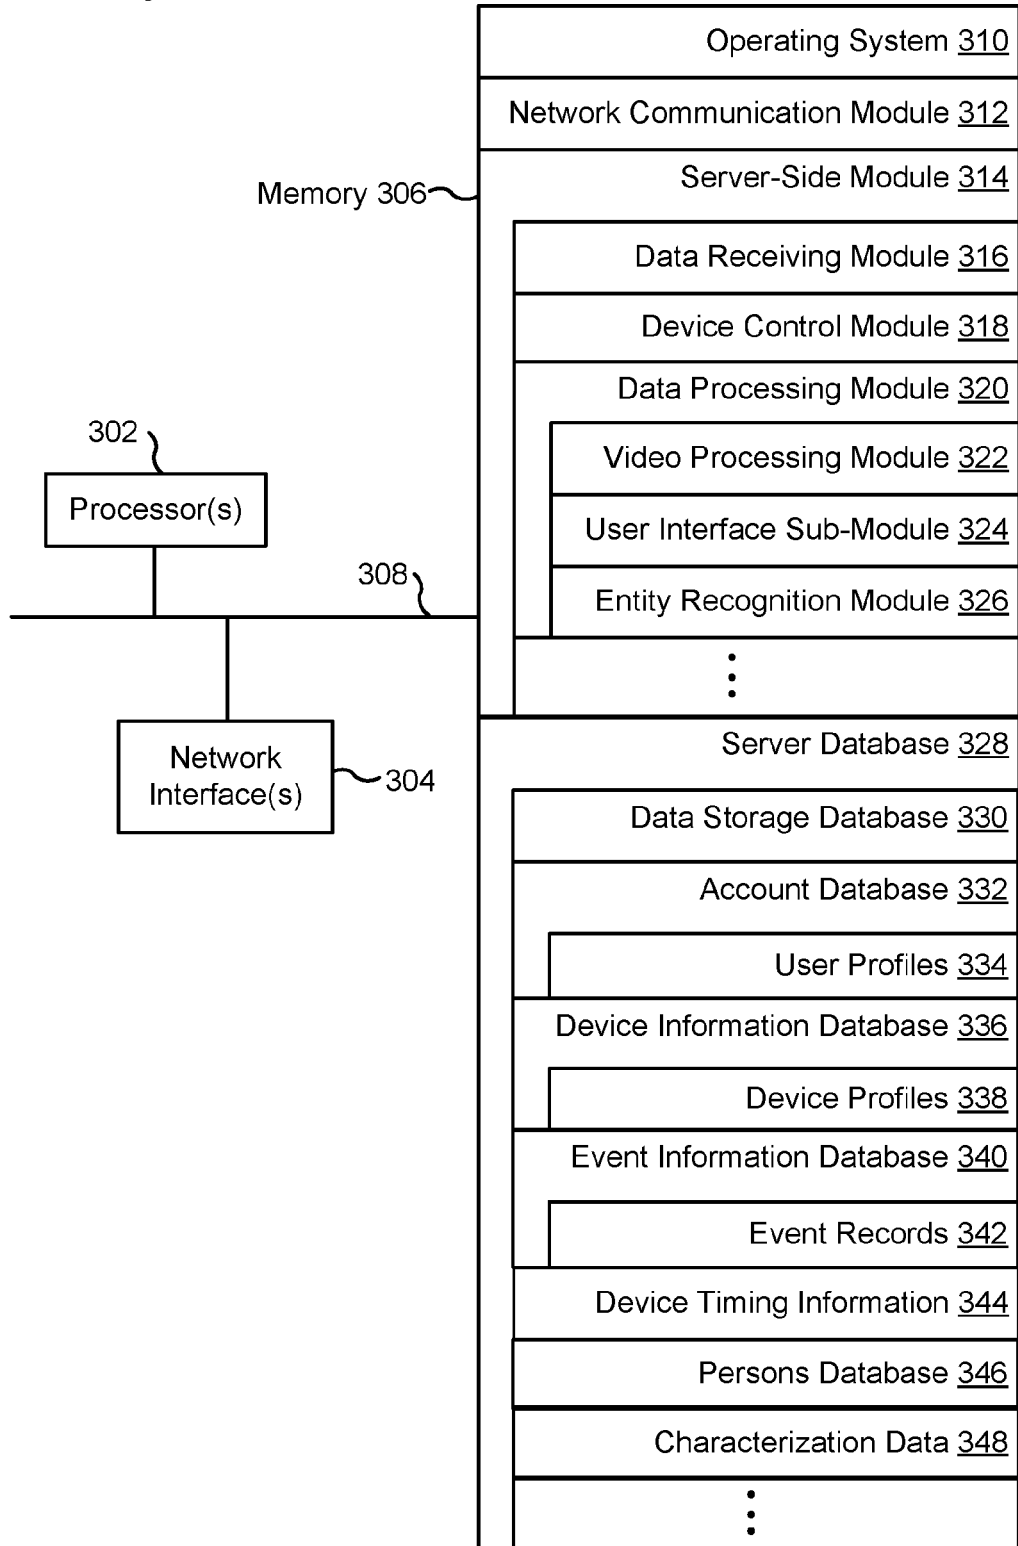 Operating System 310
Network Communication Module 312
Server-Side Module 314
Memory 306
Data Receiving Module 316
Device Control Module 318
Data Processing Module 320
302
Video Processing Module 322
Processor(s)
User Interface Sub-Module 324
308
Entity Recognition Module 326
Server Database 328
Network
Interface(s)
304
Data Storage Database 330
Account Database 332
User Profiles 334
Device Information Database 336
Device Profiles 338
Event Information Database 340
Event Records 342
Device Timing Information 344
Persons Database 346
Characterization Data 348